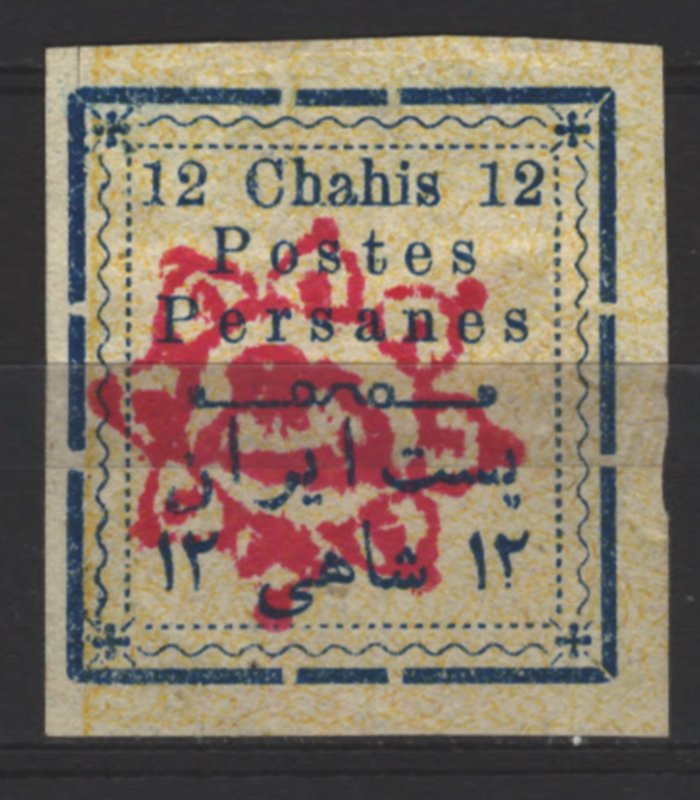 12 Chahis 12
Postes
Persanes
پست ایران
۱۲ شاهی ۱۲